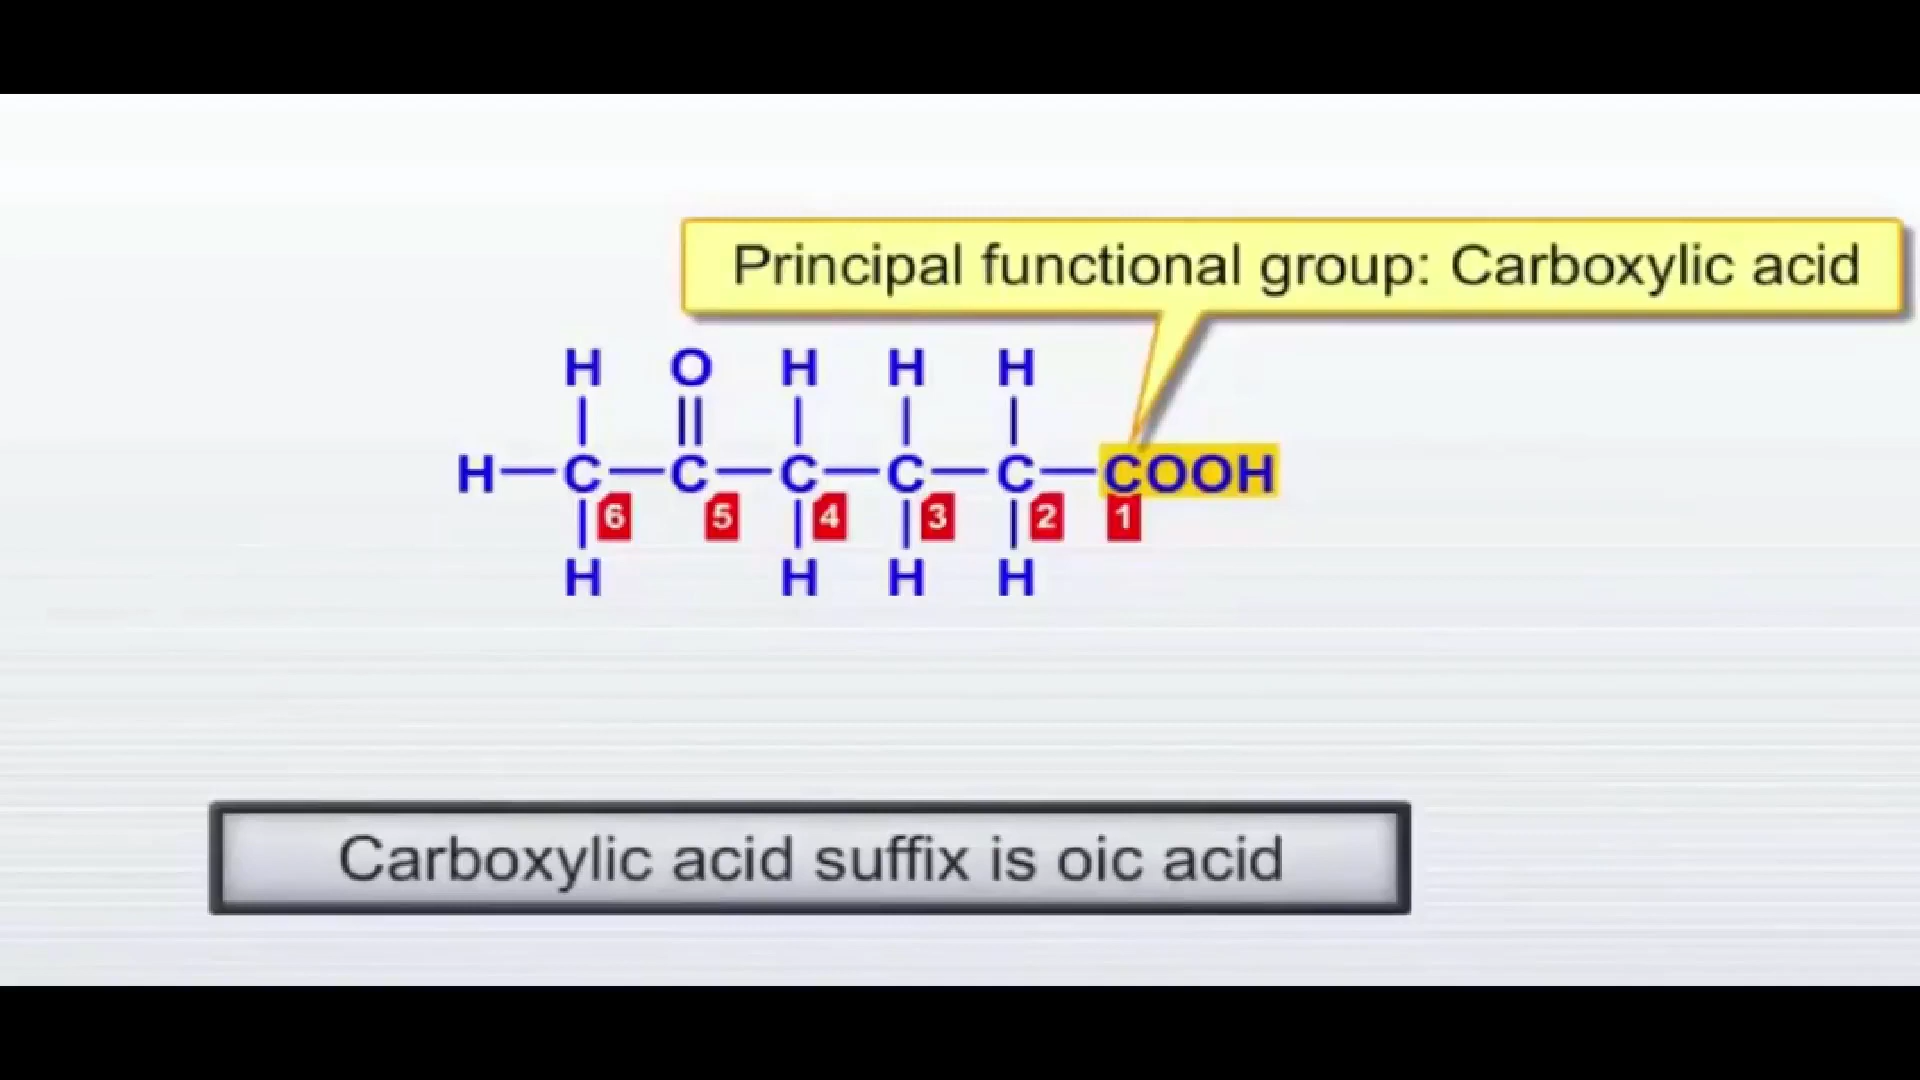 Principal functional group: Carboxylic acid
H O H H H
H C C C C C COOH
6 5 4 3 2 1
H H H H
Carboxylic acid suffix is oic acid